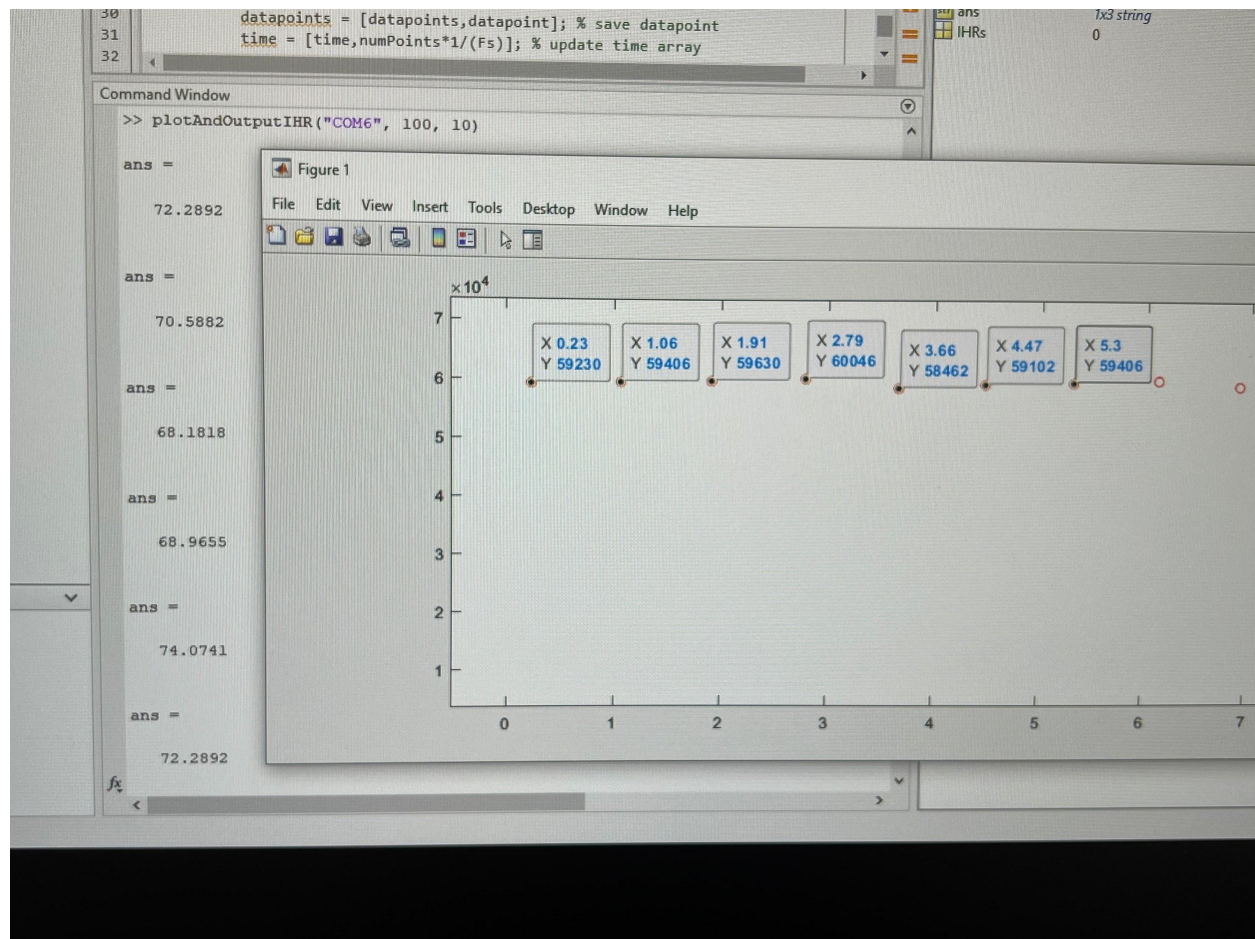 30
datapoints = [datapoints,datapoint]; % save datapoint
31
time = [time,numPoints*1/(Fs)]; % update time array
32
ans
1x3 string
IHRs
0
Command Window
>> plotAndOutputIHR("COM6", 100, 10)
ans =
72.2892
ans =
70.5882
ans =
68.1818
ans =
68.9655
ans =
74.0741
ans =
72.2892
fx
Figure 1
File Edit View Insert Tools Desktop Window Help
×10^4
7
6
5
4
3
2
1
X 0.23
Y 59230
X 1.06
Y 59406
X 1.91
Y 59630
X 2.79
Y 60046
X 3.66
Y 58462
X 4.47
Y 59102
X 5.3
Y 59406
0 1 2 3 4 5 6 7